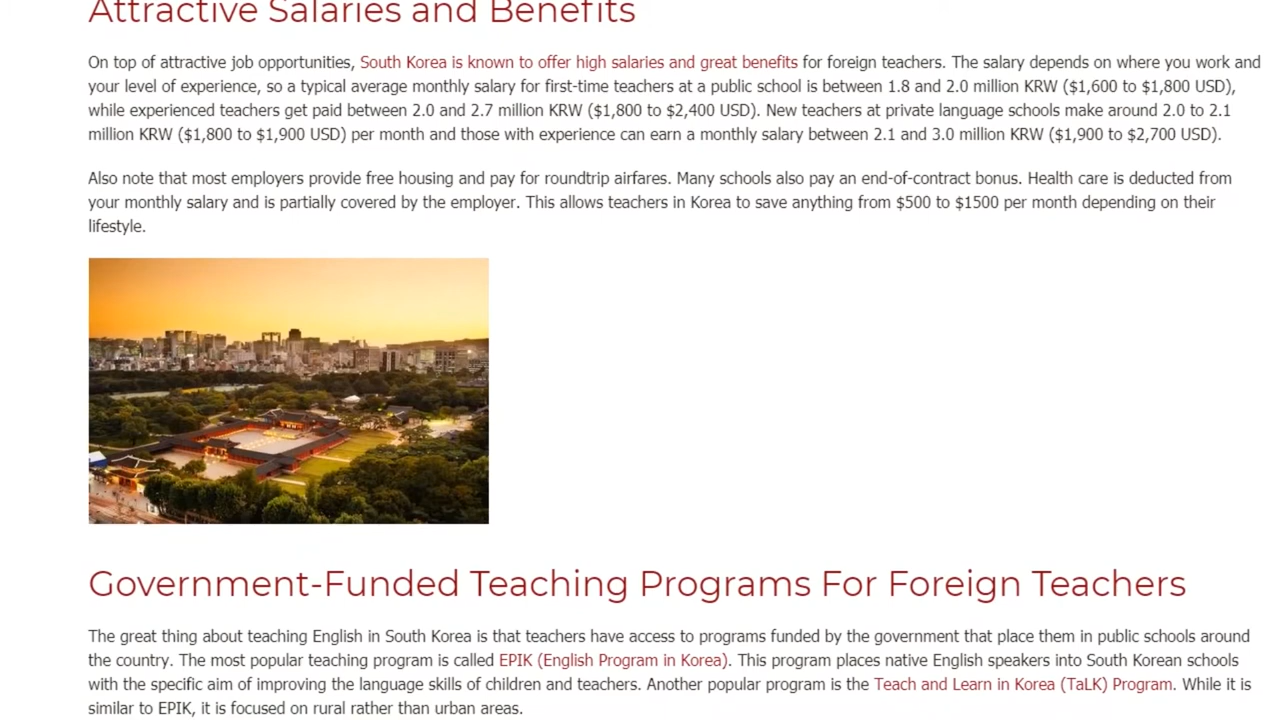 Attractive Salaries and Benefits
On top of attractive job opportunities, South Korea is known to offer high salaries and great benefits for foreign teachers. The salary depends on where you work and
your level of experience, so a typical average monthly salary for first-time teachers at a public school is between 1.8 and 2.0 million KRW ($1,600 to $1,800 USD),
while experienced teachers get paid between 2.0 and 2.7 million KRW ($1,800 to $2,400 USD). New teachers at private language schools make around 2.0 to 2.1
million KRW ($1,800 to $1,900 USD) per month and those with experience can earn a monthly salary between 2.1 and 3.0 million KRW ($1,900 to $2,700 USD).
Also note that most employers provide free housing and pay for roundtrip airfares. Many schools also pay an end-of-contract bonus. Health care is deducted from
your monthly salary and is partially covered by the employer. This allows teachers in Korea to save anything from $500 to $1500 per month depending on their
lifestyle.
Government-Funded Teaching Programs For Foreign Teachers
The great thing about teaching English in South Korea is that teachers have access to programs funded by the government that place them in public schools around
the country. The most popular teaching program is called EPIK (English Program in Korea). This program places native English speakers into South Korean schools
with the specific aim of improving the language skills of children and teachers. Another popular program is the Teach and Learn in Korea (TaLK) Program. While it is
similar to EPIK, it is focused on rural rather than urban areas.